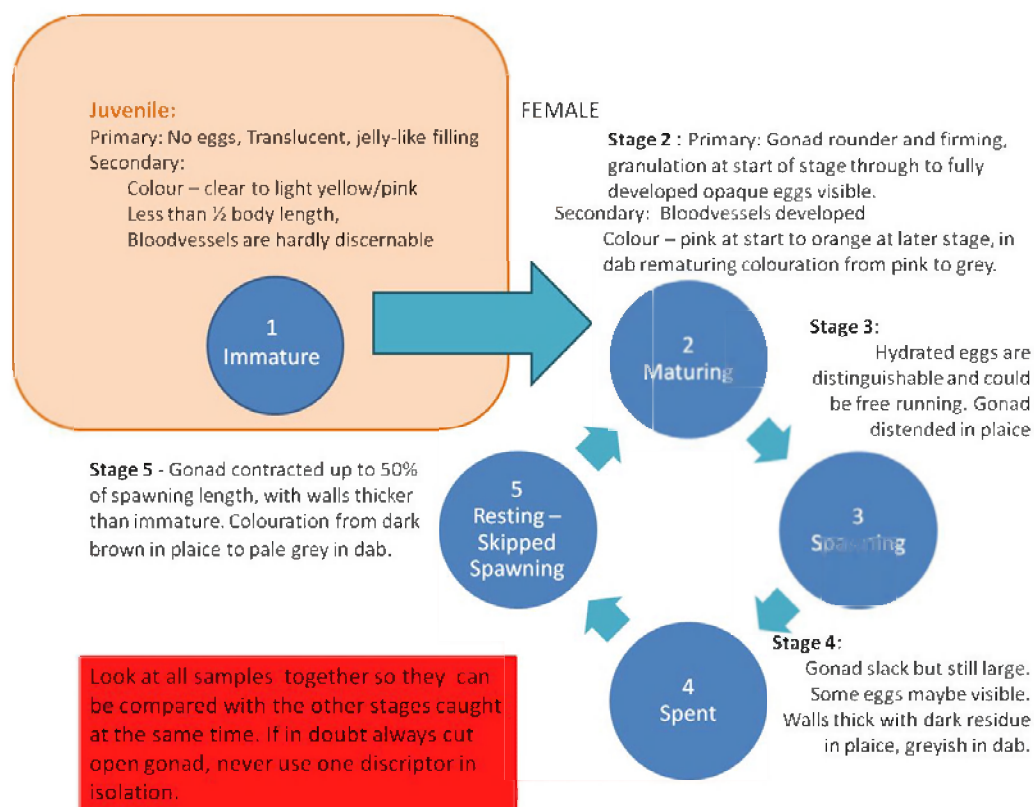 Juvenile:
Primary: No eggs, Translucent, jelly-like filling
Secondary:
Colour – clear to light yellow/pink
Less than ½ body length,
Bloodvessels are hardly discernable
1
Immature
FEMALE
Stage 2 : Primary: Gonad rounder and firming,
granulation at start of stage through to fully
developed opaque eggs visible.
Secondary: Bloodvessels developed
Colour – pink at start to orange at later stage, in
dab rematuring colouration from pink to grey.
2
Maturing
Stage 3:
Hydrated eggs are
distinguishable and could
be free running. Gonad
distended in plaice
3
Spawning
Stage 4:
Gonad slack but still large.
Some eggs maybe visible.
Walls thick with dark residue
in plaice, greyish in dab.
4
Spent
Stage 5 - Gonad contracted up to 50%
of spawning length, with walls thicker
than immature. Colouration from dark
brown in plaice to pale grey in dab.
5
Resting –
Skipped
Spawning
Look at all samples together so they can
be compared with the other stages caught
at the same time. If in doubt always cut
open gonad, never use one discriptor in
isolation.